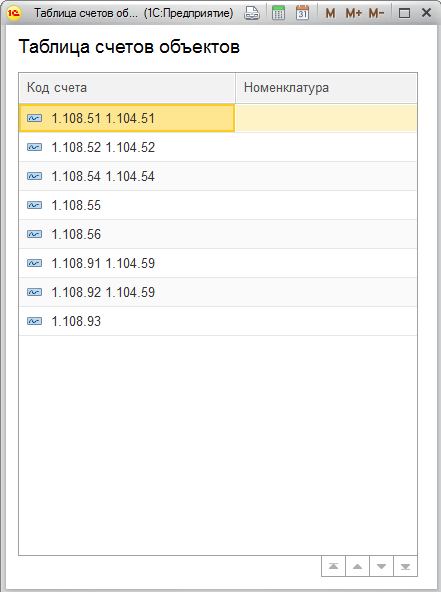 Таблица счетов об... (1С:Предприятие) 31 M M+ M-
Таблица счетов объектов
Код счета Номенклатура
1.108.51 1.104.51
1.108.52 1.104.52
1.108.54 1.104.54
1.108.55
1.108.56
1.108.91 1.104.59
1.108.92 1.104.59
1.108.93